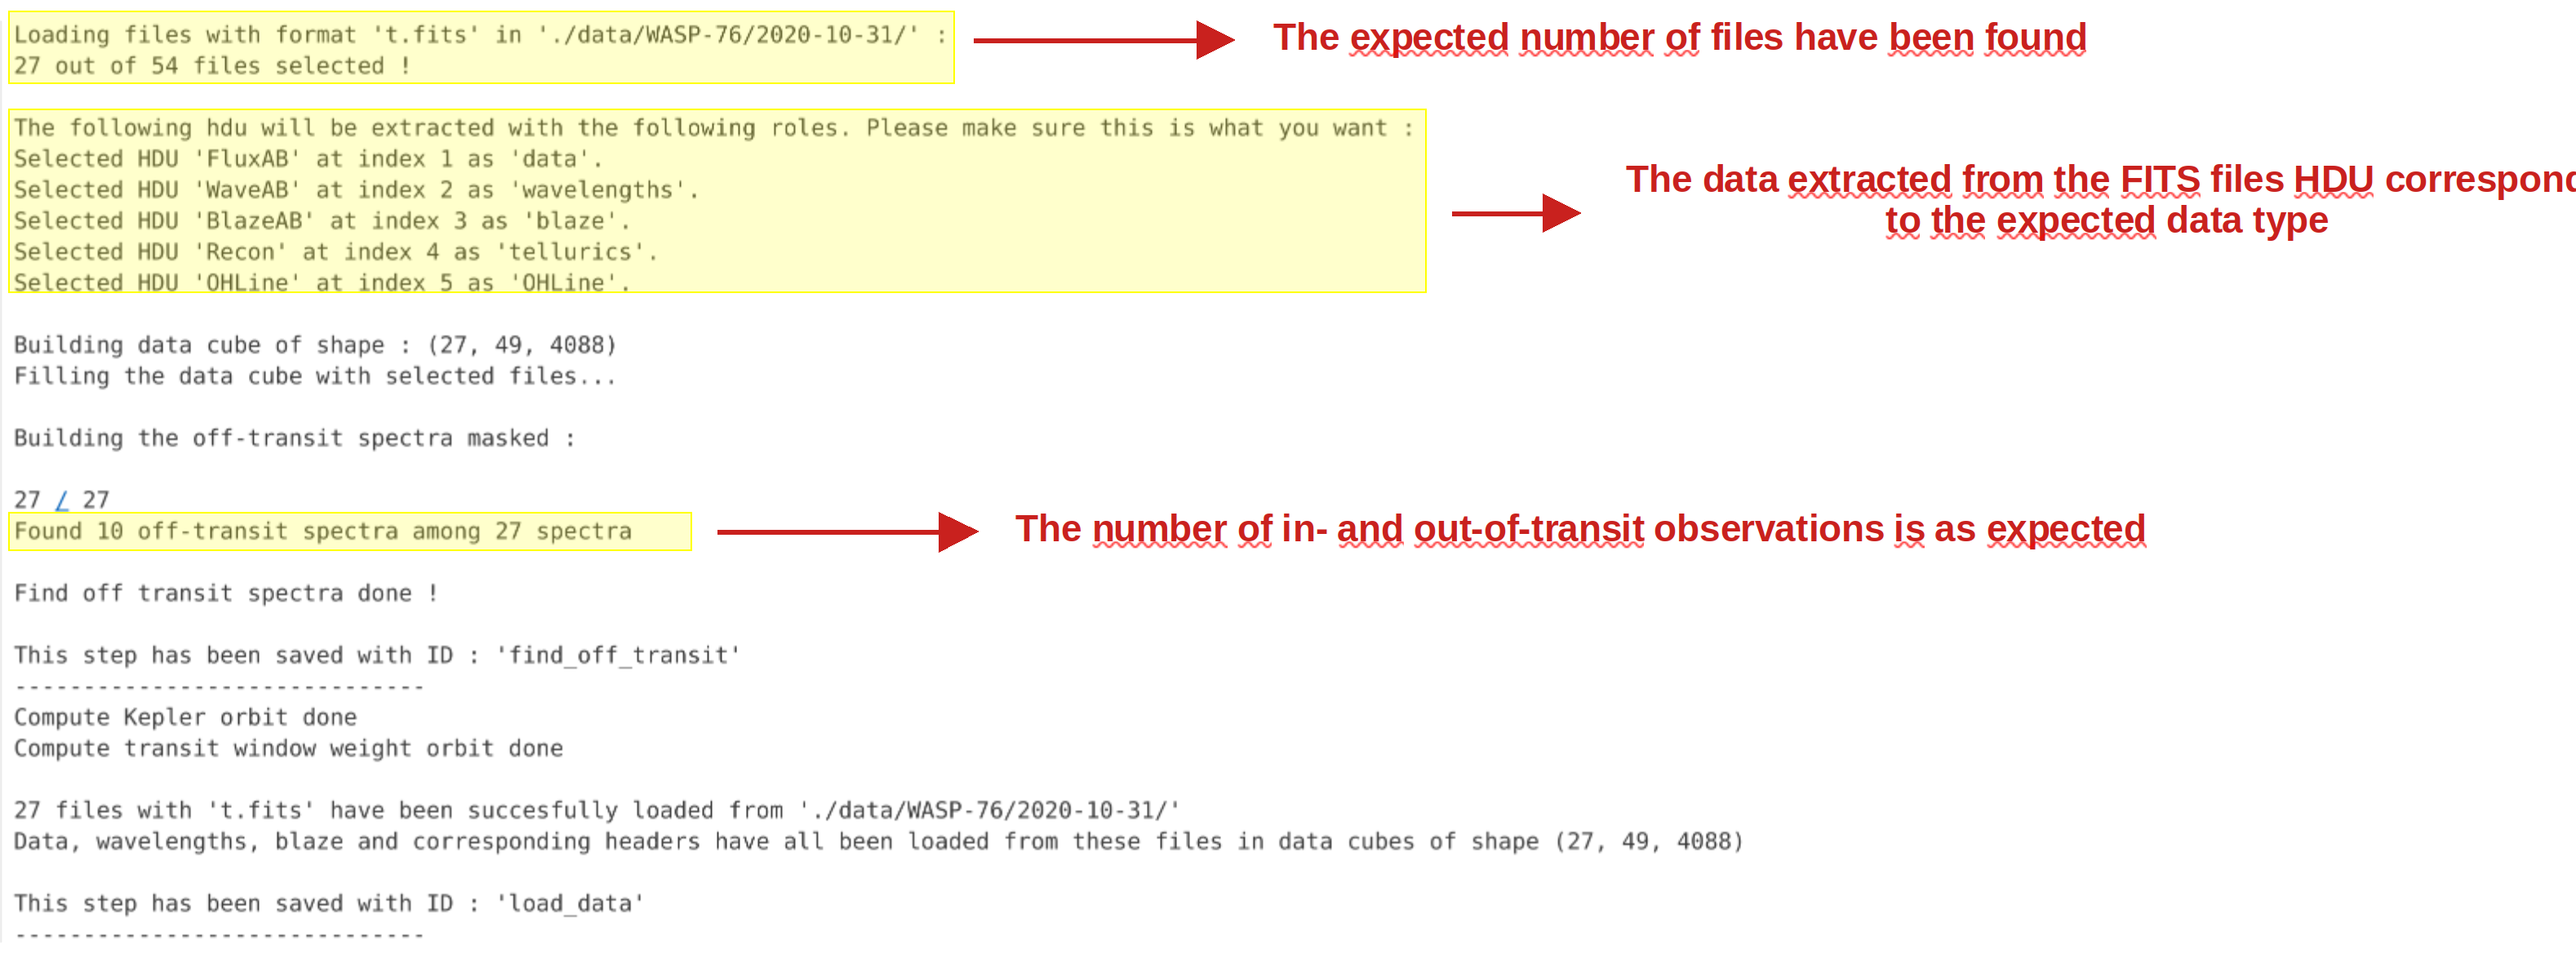 Loading files with format 't.fits' in './data/WASP-76/2020-10-31/' :
27 out of 54 files selected !
The expected number of files have been found
The following hdu will be extracted with the following roles. Please make sure this is what you want :
Selected HDU 'FluxAB' at index 1 as 'data'.
Selected HDU 'WaveAB' at index 2 as 'wavelengths'.
Selected HDU 'BlazeAB' at index 3 as 'blaze'.
Selected HDU 'Recon' at index 4 as 'tellurics'.
Selected HDU 'OHLine' at index 5 as 'OHLine'.
The data extracted from the FITS files HDU correspond
to the expected data type
Building data cube of shape : (27, 49, 4088)
Filling the data cube with selected files...
Building the off-transit spectra masked :
27 / 27
Found 10 off-transit spectra among 27 spectra
The number of in- and out-of-transit observations is as expected
Find off transit spectra done !
This step has been saved with ID : 'find_off_transit'
------------------------------
Compute Kepler orbit done
Compute transit window weight orbit done
27 files with 't.fits' have been succesfully loaded from './data/WASP-76/2020-10-31/'
Data, wavelengths, blaze and corresponding headers have all been loaded from these files in data cubes of shape (27, 49, 4088)
This step has been saved with ID : 'load_data'
------------------------------